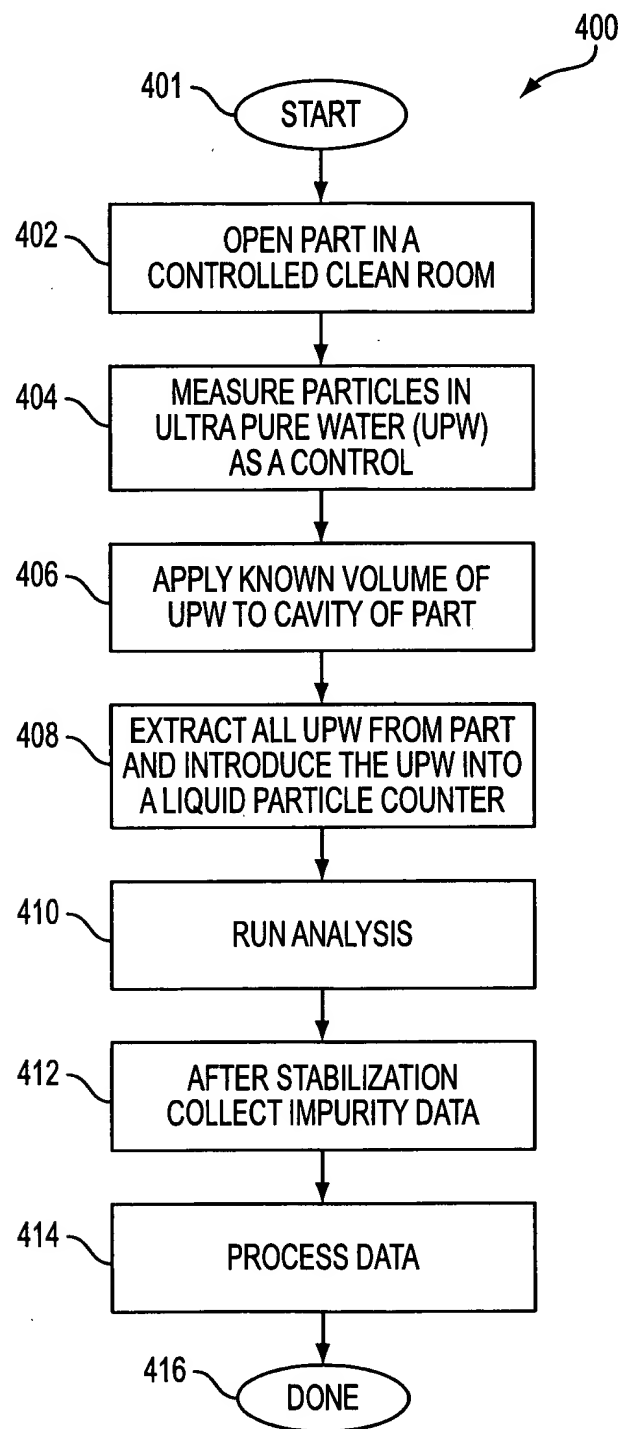 400
401
START
402
OPEN PART IN A
CONTROLLED CLEAN ROOM
404
MEASURE PARTICLES IN
ULTRA PURE WATER (UPW)
AS A CONTROL
406
APPLY KNOWN VOLUME OF
UPW TO CAVITY OF PART
408
EXTRACT ALL UPW FROM PART
AND INTRODUCE THE UPW INTO
A LIQUID PARTICLE COUNTER
410
RUN ANALYSIS
412
AFTER STABILIZATION
COLLECT IMPURITY DATA
414
PROCESS DATA
416
DONE